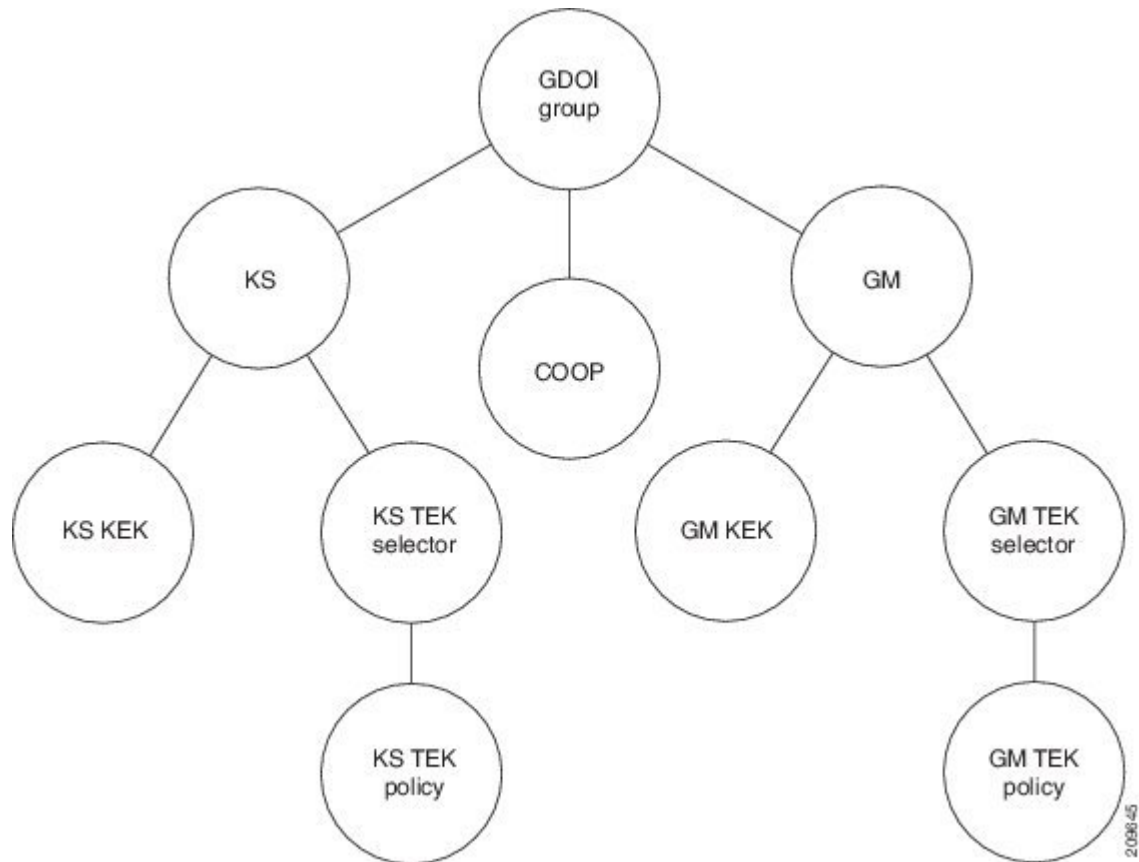 GDOI
group
KS
GM
COOP
KS KEK
KS TEK
selector
GM KEK
GM TEK
selector
KS TEK
policy
GM TEK
policy
209645